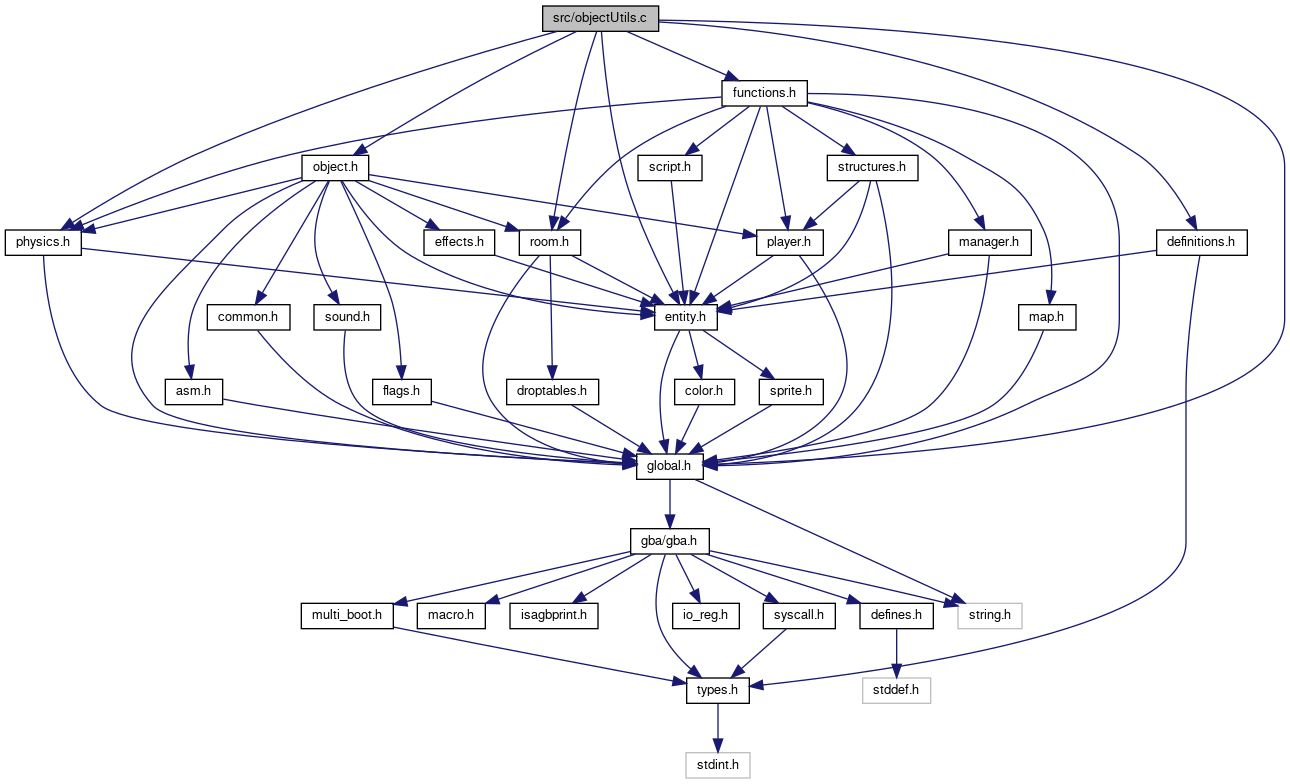 src/objectUtils.c
functions.h
object.h
script.h
structures.h
physics.h
effects.h
room.h
player.h
manager.h
definitions.h
common.h
sound.h
entity.h
map.h
asm.h
flags.h
droptables.h
color.h
sprite.h
global.h
gba/gba.h
multi_boot.h
macro.h
isagbprint.h
io_reg.h
syscall.h
defines.h
string.h
types.h
stddef.h
stdint.h